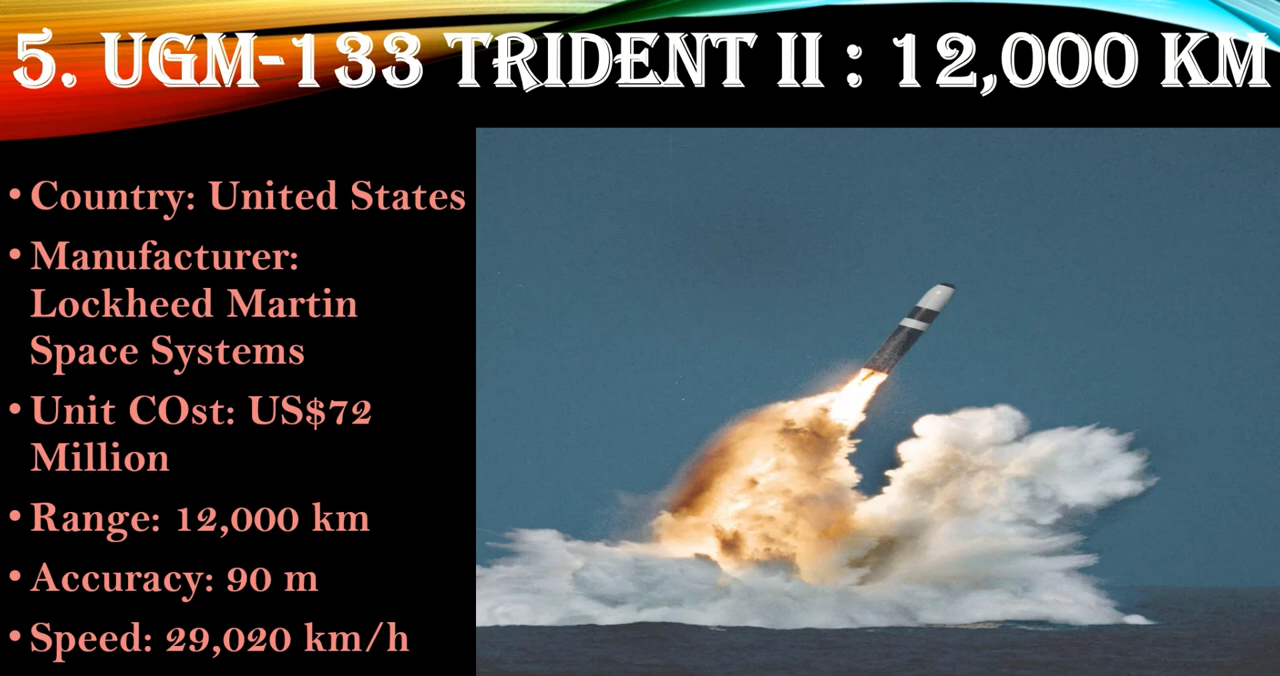 5. UGM-133 TRIDENT II : 12,000 KM
• Country: United States
• Manufacturer:
Lockheed Martin
Space Systems
• Unit COst: US$72
Million
• Range: 12,000 km
• Accuracy: 90 m
• Speed: 29,020 km/h